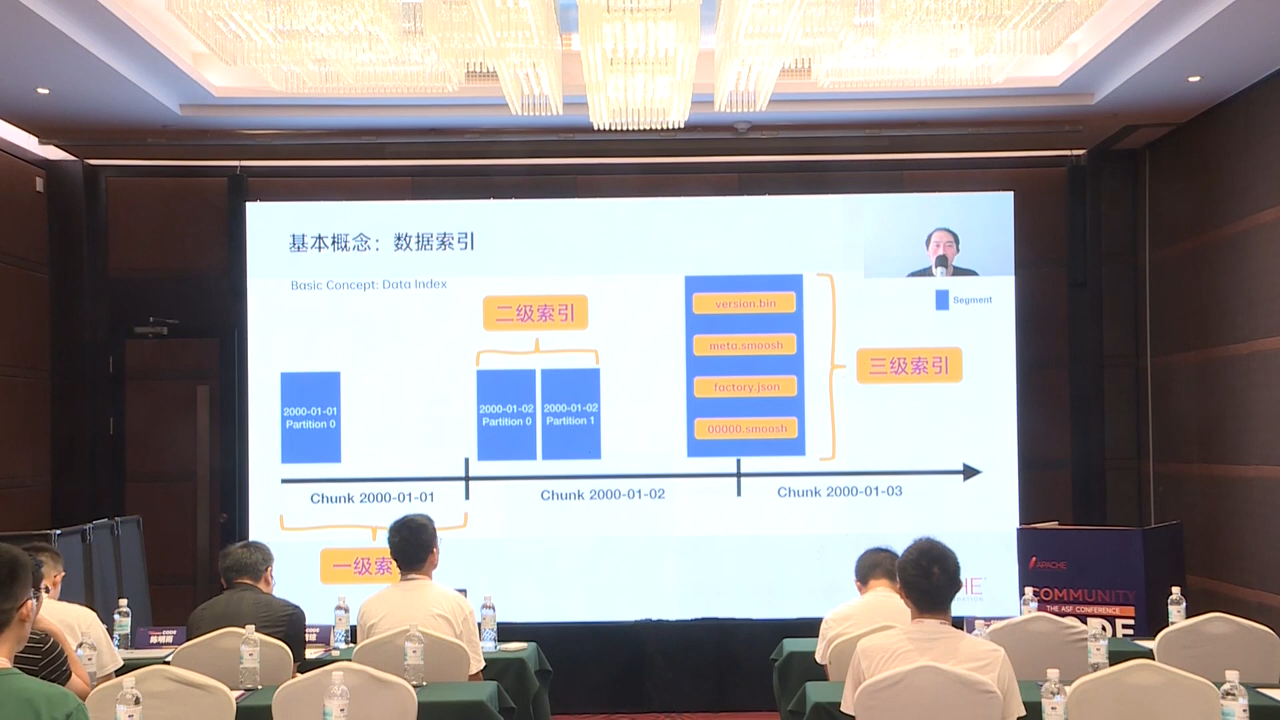 基本概念：数据索引
Basic Concept: Data Index
二级索引
version.bin
meta.smoosh
factory.json
00000.smoosh
三级索引
Segment
2000-01-01
Partition 0
2000-01-02
Partition 0
2000-01-02
Partition 1
Chunk 2000-01-01
Chunk 2000-01-02
Chunk 2000-01-03
一级索
APACHE
COMMUNITY
THE ASF CONFERENCE
CODE